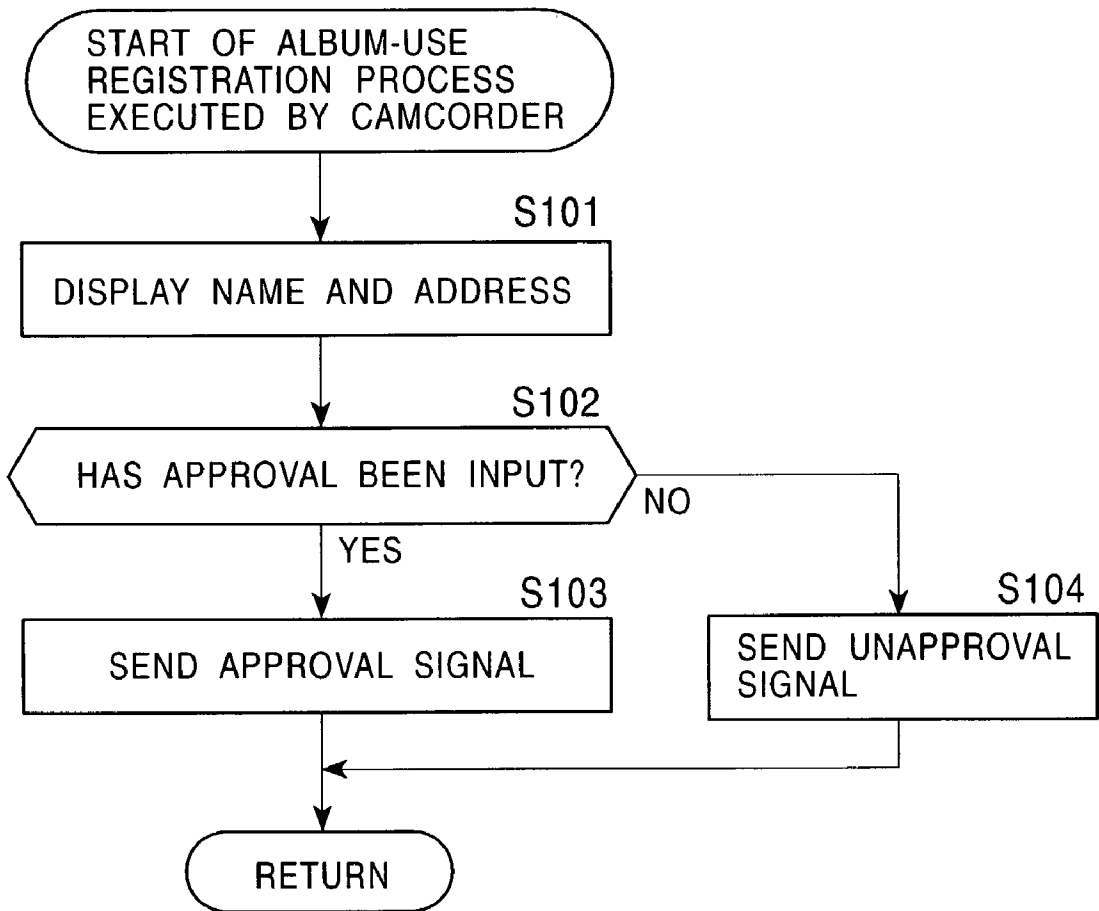 START OF ALBUM-USE
REGISTRATION PROCESS
EXECUTED BY CAMCORDER
S101
DISPLAY NAME AND ADDRESS
S102
HAS APPROVAL BEEN INPUT?
NO
YES
S103
SEND APPROVAL SIGNAL
S104
SEND UNAPPROVAL
SIGNAL
RETURN